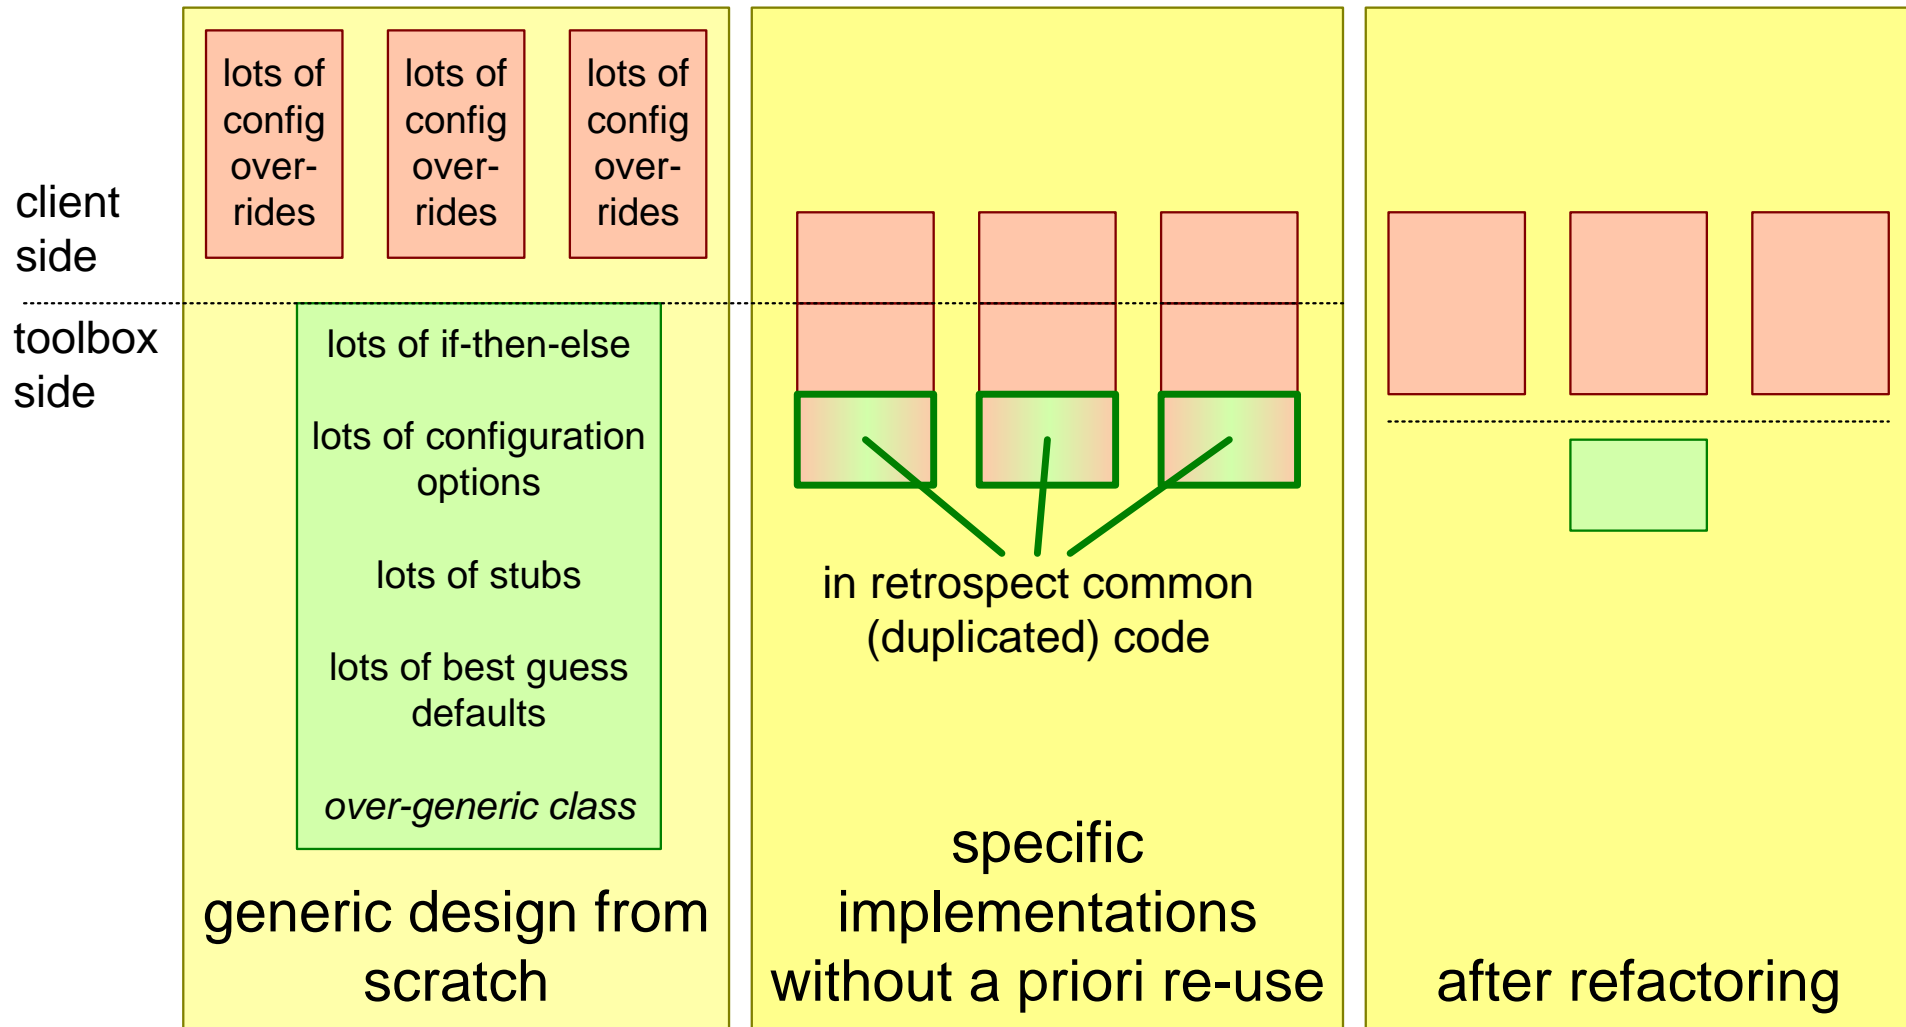 client
side
toolbox
side
lots of
config
over-
rides
lots of
config
over-
rides
lots of
config
over-
rides
lots of if-then-else
lots of configuration
options
lots of stubs
lots of best guess
defaults
over-generic class
generic design from
scratch
in retrospect common
(duplicated) code
specific
implementations
without a priori re-use
after refactoring